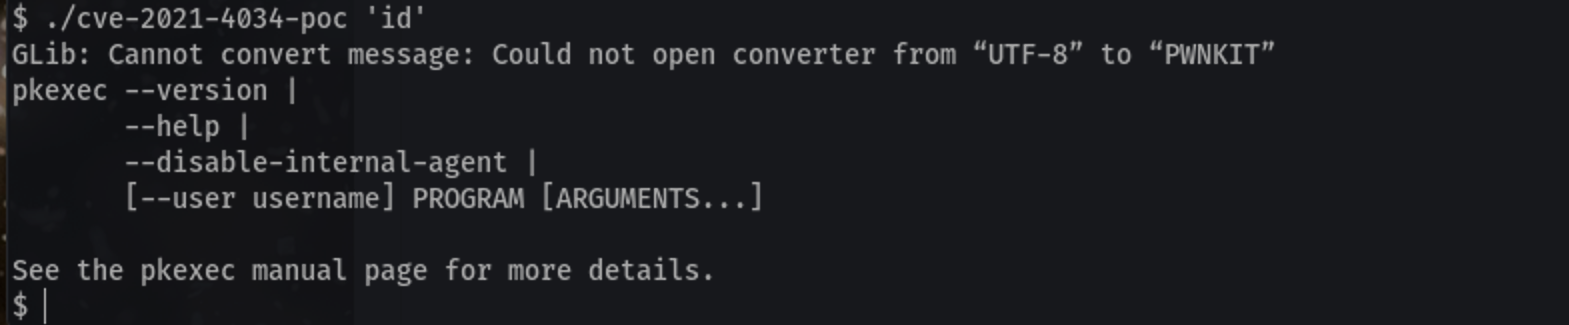 $ ./cve-2021-4034-poc 'id'
GLib: Cannot convert message: Could not open converter from “UTF-8” to “PWNKIT”
pkexec --version |
       --help |
       --disable-internal-agent |
       [--user username] PROGRAM [ARGUMENTS...]

See the pkexec manual page for more details.
$